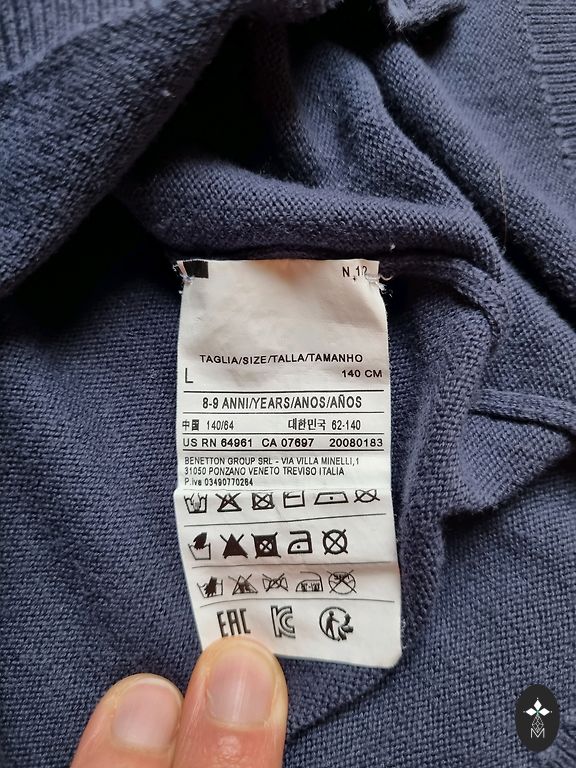 N 12
TAGLIA/SIZE/TALLA/TAMANHO
L 140 CM
8-9 ANNI/YEARS/ANOS/AÑOS
中國 140/64 대한민국 62-140
US RN 64961 CA 07697 20080183
BENETTON GROUP SRL - VIA VILLA MINELLI,1
31050 PONZANO VENETO TREVISO ITALIA
P.iva 03490770264
EAC KC
M